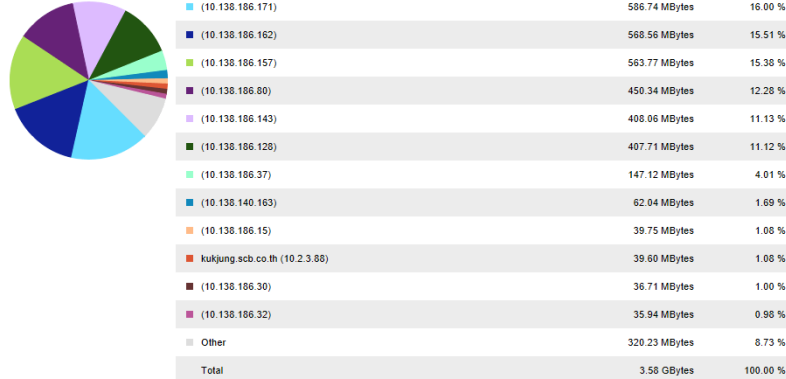 (10.138.186.171) 586.74 MBytes 16.00 %
(10.138.186.162) 568.56 MBytes 15.51 %
(10.138.186.157) 563.77 MBytes 15.38 %
(10.138.186.80) 450.34 MBytes 12.28 %
(10.138.186.143) 408.06 MBytes 11.13 %
(10.138.186.128) 407.71 MBytes 11.12 %
(10.138.186.37) 147.12 MBytes 4.01 %
(10.138.140.163) 62.04 MBytes 1.69 %
(10.138.186.15) 39.75 MBytes 1.08 %
kukjung.scb.co.th (10.2.3.88) 39.60 MBytes 1.08 %
(10.138.186.30) 36.71 MBytes 1.00 %
(10.138.186.32) 35.94 MBytes 0.98 %
Other 320.23 MBytes 8.73 %
Total 3.58 GBytes 100.00 %